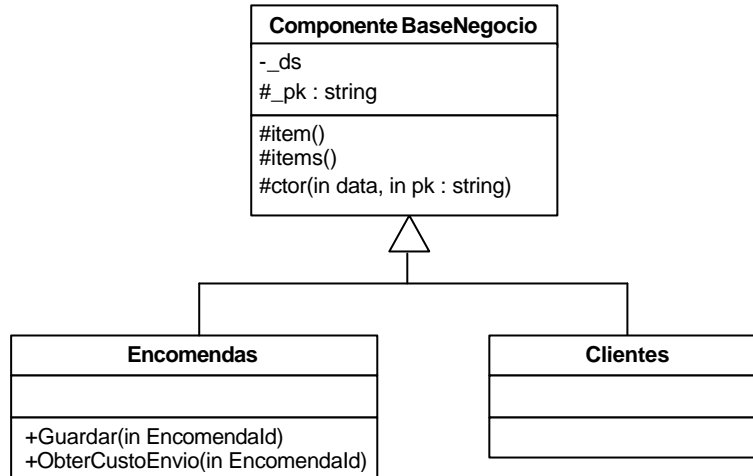 Componente BaseNegocio
-_ds
#_pk : string
#item()
#items()
#ctor(in data, in pk : string)
Encomendas
+Guardar(in EncomendaId)
+ObterCustoEnvio(in EncomendaId)
Clientes